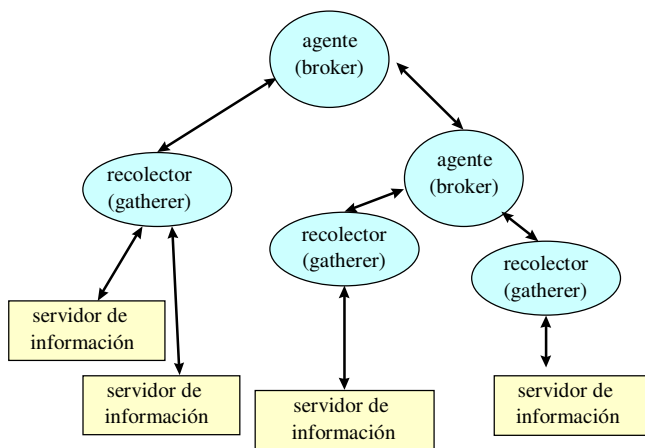 agente
(broker)
agente
(broker)
recolector
(gatherer)
recolector
(gatherer)
recolector
(gatherer)
servidor de
información
servidor de
información
servidor de
información
servidor de
información